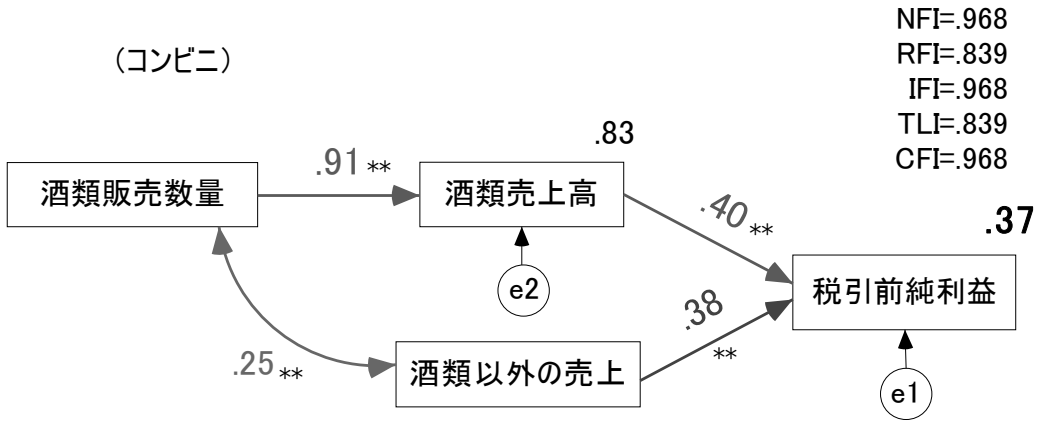 NFI=.968
RFI=.839
IFI=.968
TLI=.839
CFI=.968
（コンビニ）
.83
.91 **
酒類販売数量
酒類売上高
.40 **
.37
税引前純利益
e2
.38
**
.25 **
酒類以外の売上
e1